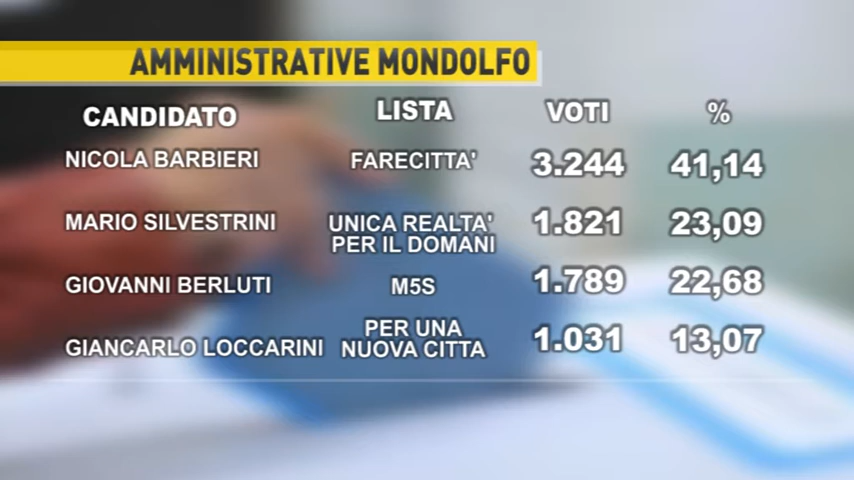 AMMINISTRATIVE MONDOLFO
CANDIDATO LISTA VOTI %
NICOLA BARBIERI FARECITTA' 3.244 41,14
MARIO SILVESTRINI UNICA REALTA' PER IL DOMANI 1.821 23,09
GIOVANNI BERLUTI M5S 1.789 22,68
GIANCARLO LOCCARINI PER UNA NUOVA CITTA 1.031 13,07